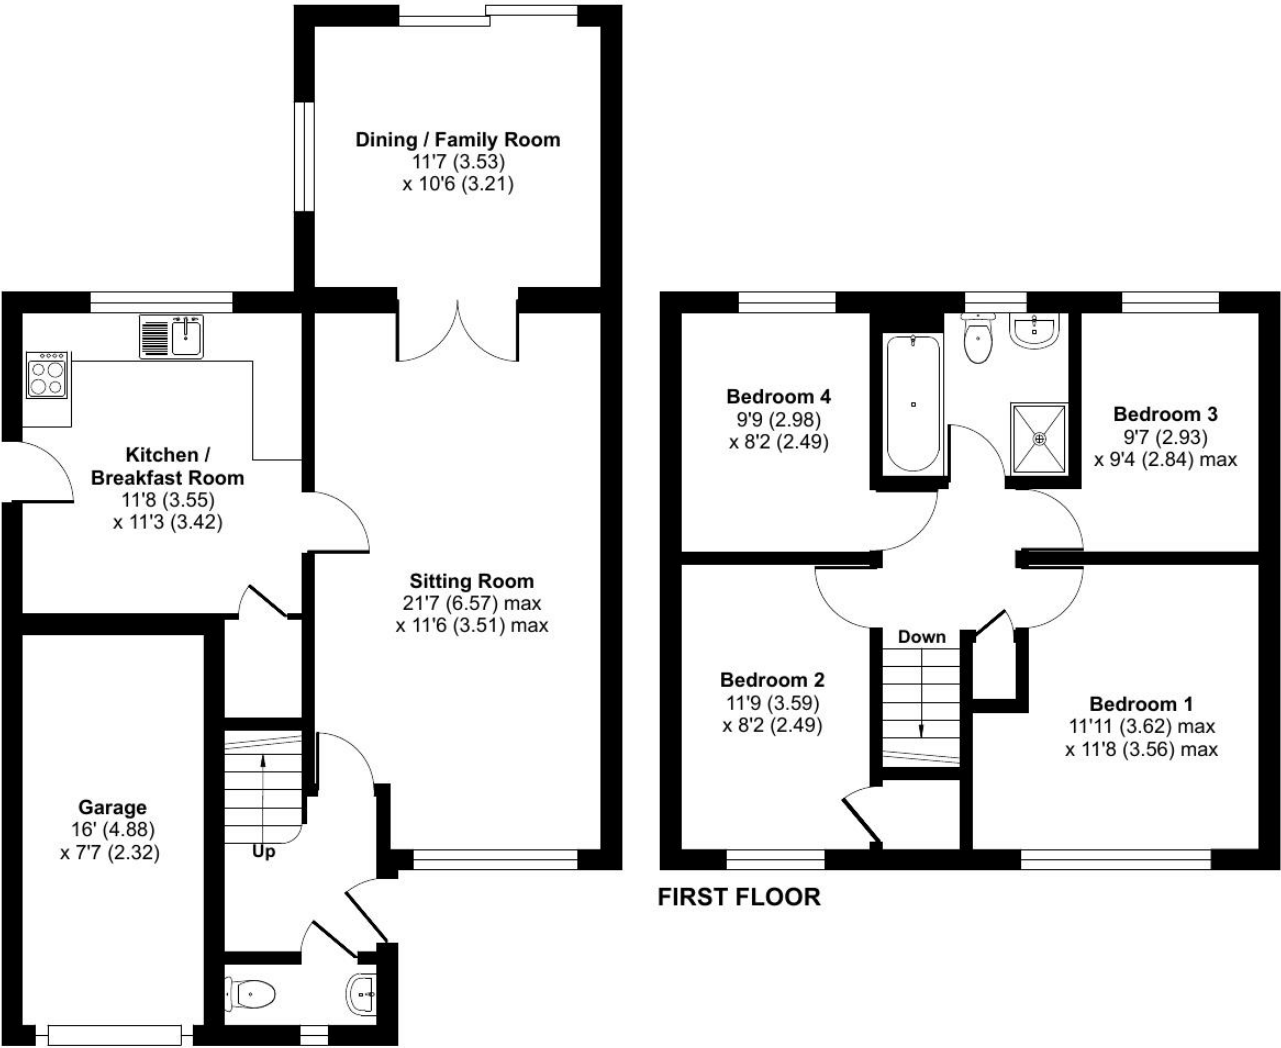 Dining / Family Room
11'7 (3.53)
x 10'6 (3.21)
Kitchen /
Breakfast Room
11'8 (3.55)
x 11'3 (3.42)
Sitting Room
21'7 (6.57) max
x 11'6 (3.51) max
Garage
16' (4.88)
x 7'7 (2.32)
Up
Bedroom 4
9'9 (2.98)
x 8'2 (2.49)
Bedroom 3
9'7 (2.93)
x 9'4 (2.84) max
Down
Bedroom 2
11'9 (3.59)
x 8'2 (2.49)
Bedroom 1
11'11 (3.62) max
x 11'8 (3.56) max
FIRST FLOOR